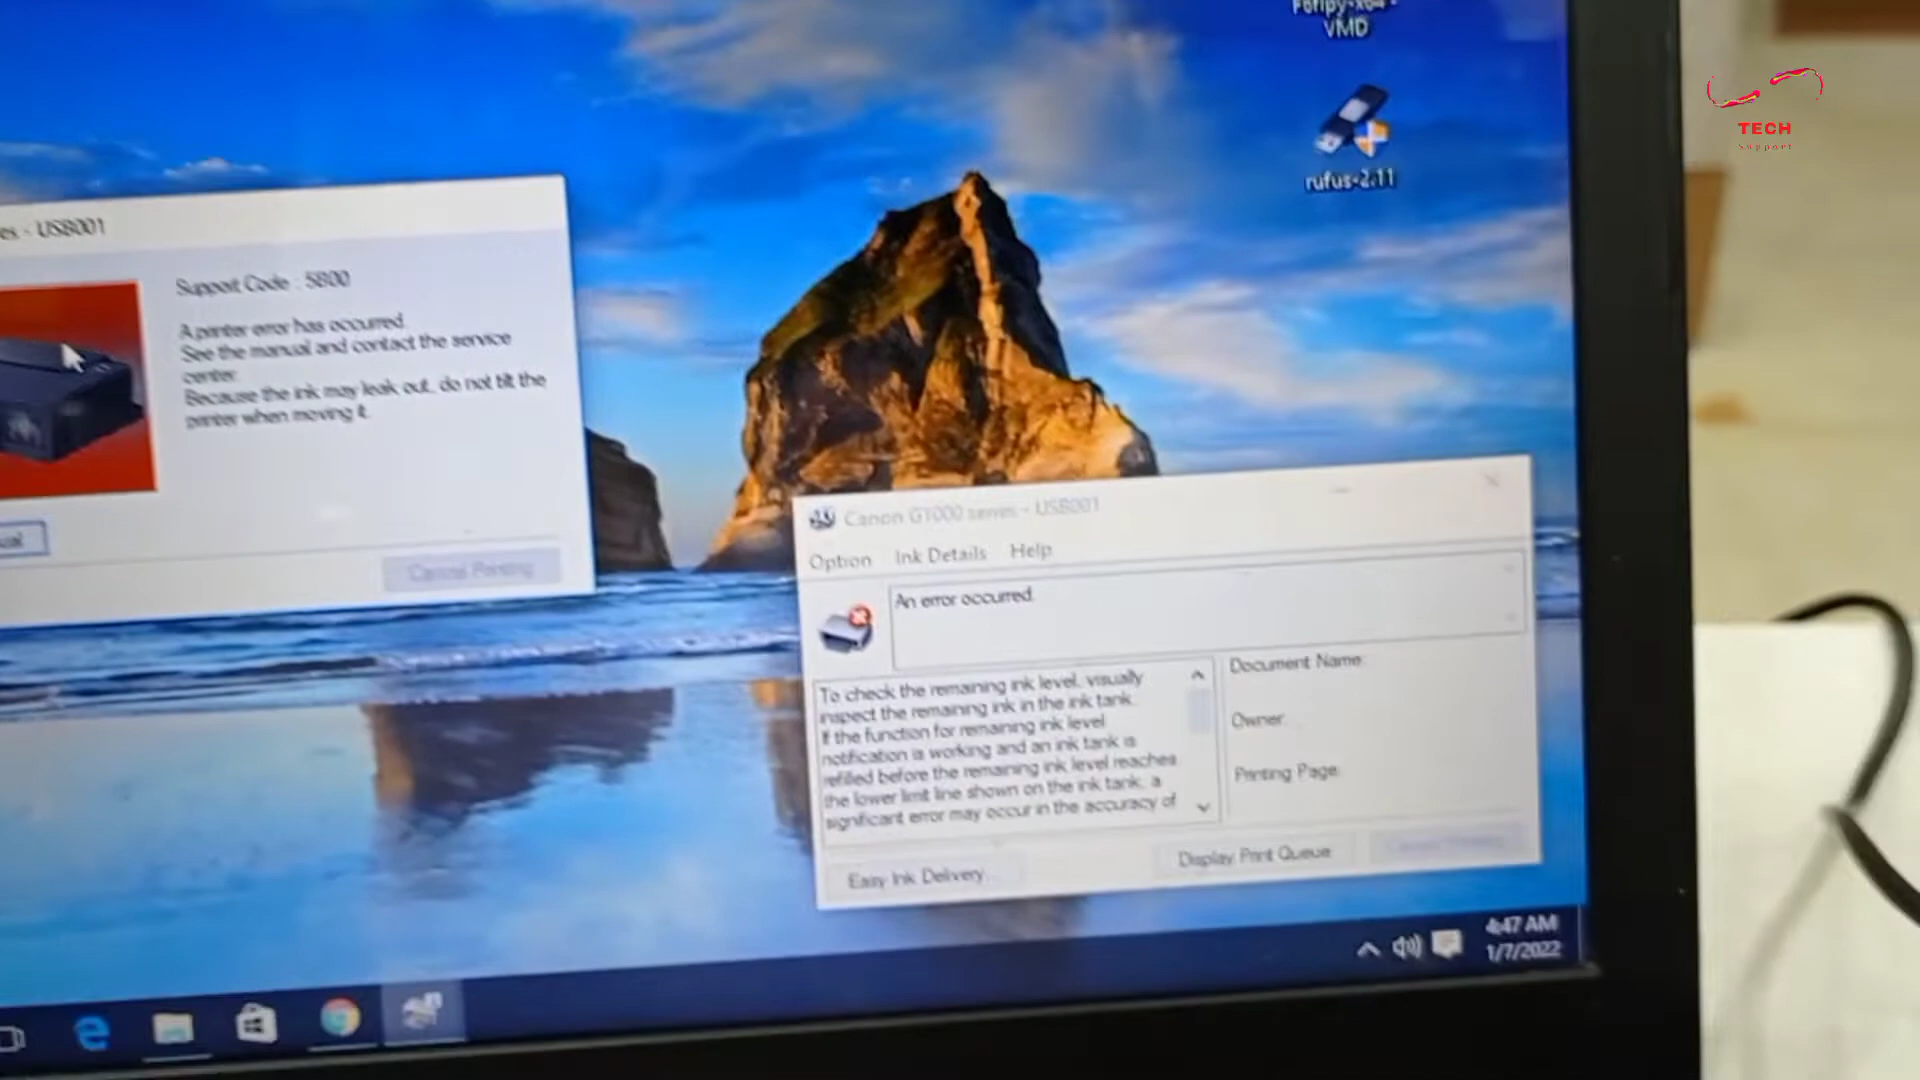 VMD
rufus-2.11
TECH
Support
es - USB001
Support Code : 5B00
A printer error has occurred.
See the manual and contact the service
center.
Because the ink may leak out, do not tilt the
printer when moving it.
Cancel Printing
Canon G1000 series - USB001
Option Ink Details Help
An error occurred.
To check the remaining ink level, visually
inspect the remaining ink in the ink tank.
If the function for remaining ink level
notification is working and an ink tank is
refilled before the remaining ink level reaches
the lower limit line shown on the ink tank, a
significant error may occur in the accuracy of
Document Name:
Owner:
Printing Page:
Display Print Queue
Easy Ink Delivery...
4:47 AM
1/7/2022